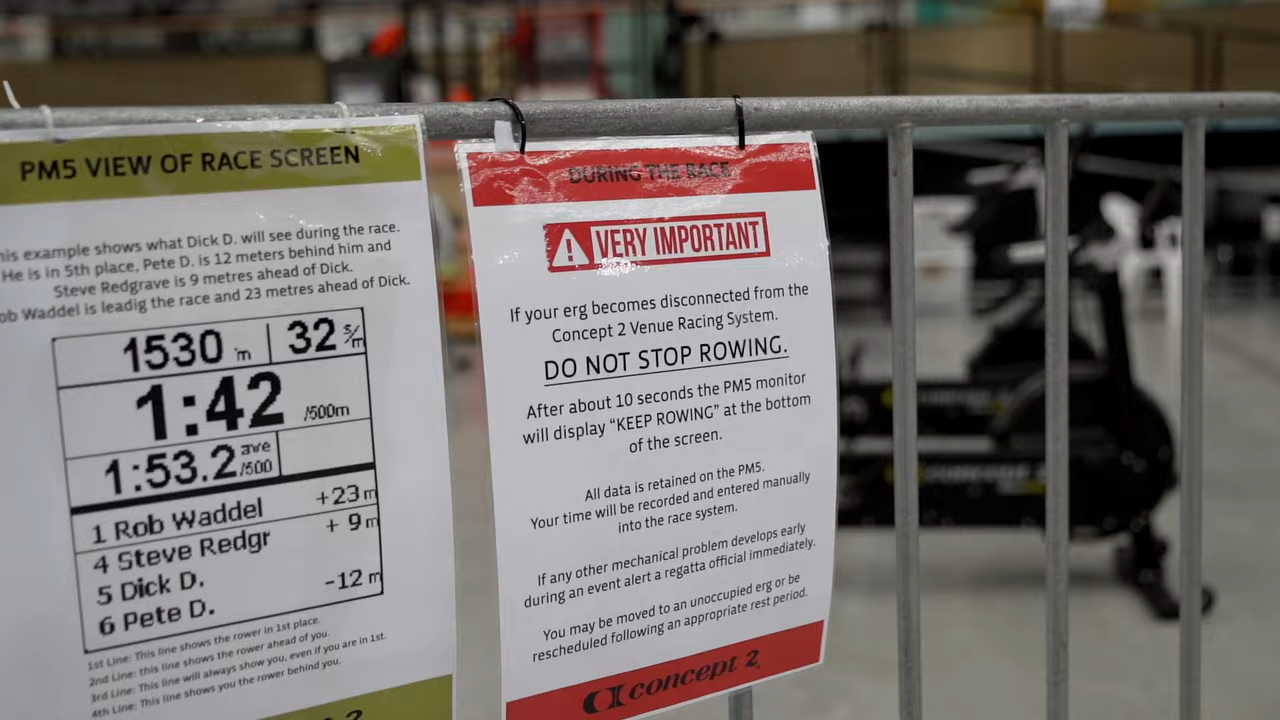 PM5 VIEW OF RACE SCREEN
his example shows what Dick D. will see during the race.
He is in 5th place, Pete D. is 12 meters behind him and
Steve Redgrave is 9 metres ahead of Dick.
ob Waddel is leadig the race and 23 metres ahead of Dick.
1530 m 32 s/m
1:42 /500m
1:53.2 ave /500
1 Rob Waddel +23 m
4 Steve Redgr + 9 m
5 Dick D.
6 Pete D. -12 m
1st Line: This line shows the rower in 1st place.
2nd Line: this line shows the rower ahead of you.
3rd Line: This line will always show you, even if you are in 1st.
4th Line: This line shows you the rower behind you.
2
DURING THE RACE
VERY IMPORTANT
If your erg becomes disconnected from the
Concept 2 Venue Racing System.
DO NOT STOP ROWING.
After about 10 seconds the PM5 monitor
will display “KEEP ROWING” at the bottom
of the screen.
All data is retained on the PM5.
Your time will be recorded and entered manually
into the race system.
If any other mechanical problem develops early
during an event alert a regatta official immediately.
You may be moved to an unoccupied erg or be
rescheduled following an appropriate rest period.
concept 2